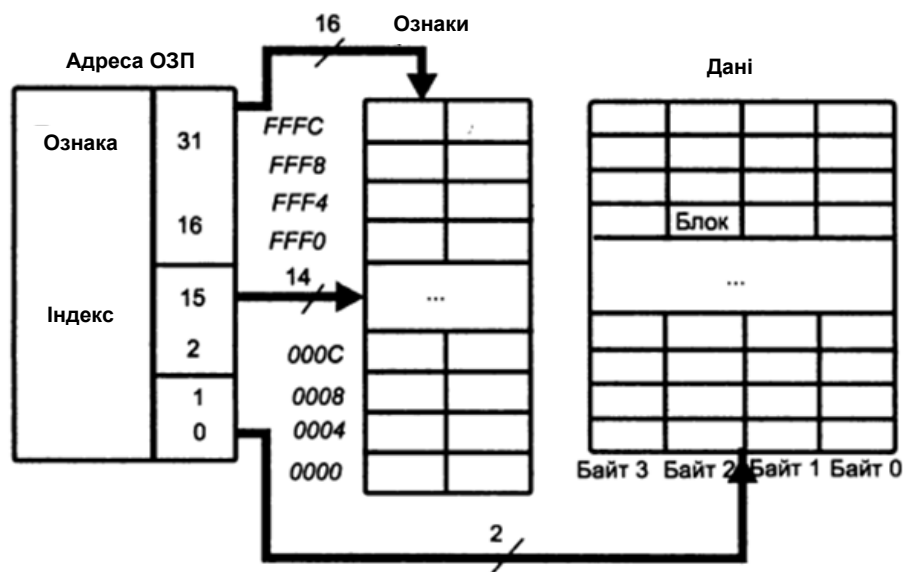 16
Ознаки
Адреса ОЗП
Дані
Ознака
31
16
Індекс
15
2
1
0
FFFC
FFF8
FFF4
FFF0
14
...
000C
0008
0004
0000
Блок
...
Байт 3 Байт 2 Байт 1 Байт 0
2